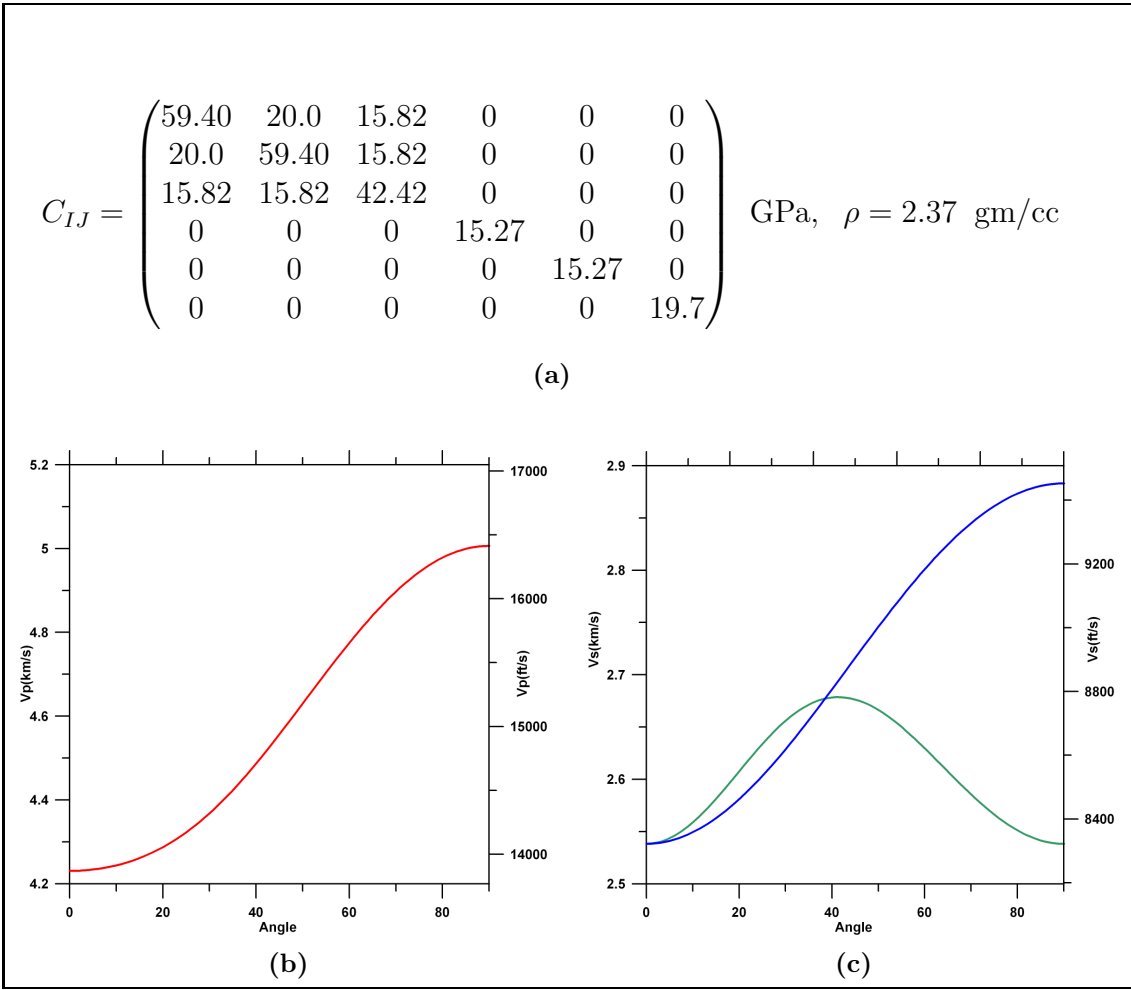 59.40 20.0 15.82 0 0 0
20.0 59.40 15.82 0 0 0
15.82 15.82 42.42 0 0 0
C_{IJ} = 0 0 0 15.27 0 0 GPa, ρ = 2.37 gm/cc
0 0 0 0 15.27 0
0 0 0 0 0 19.7
(a)
5.2
5
4.8
4.6
4.4
4.2
Vp(km/s)
17000
16000
15000
14000
Vp(ft/s)
0 20 40 60 80
Angle
(b)
2.9
2.8
2.7
2.6
2.5
Vs(km/s)
9200
8800
8400
Vs(ft/s)
0 20 40 60 80
Angle
(c)